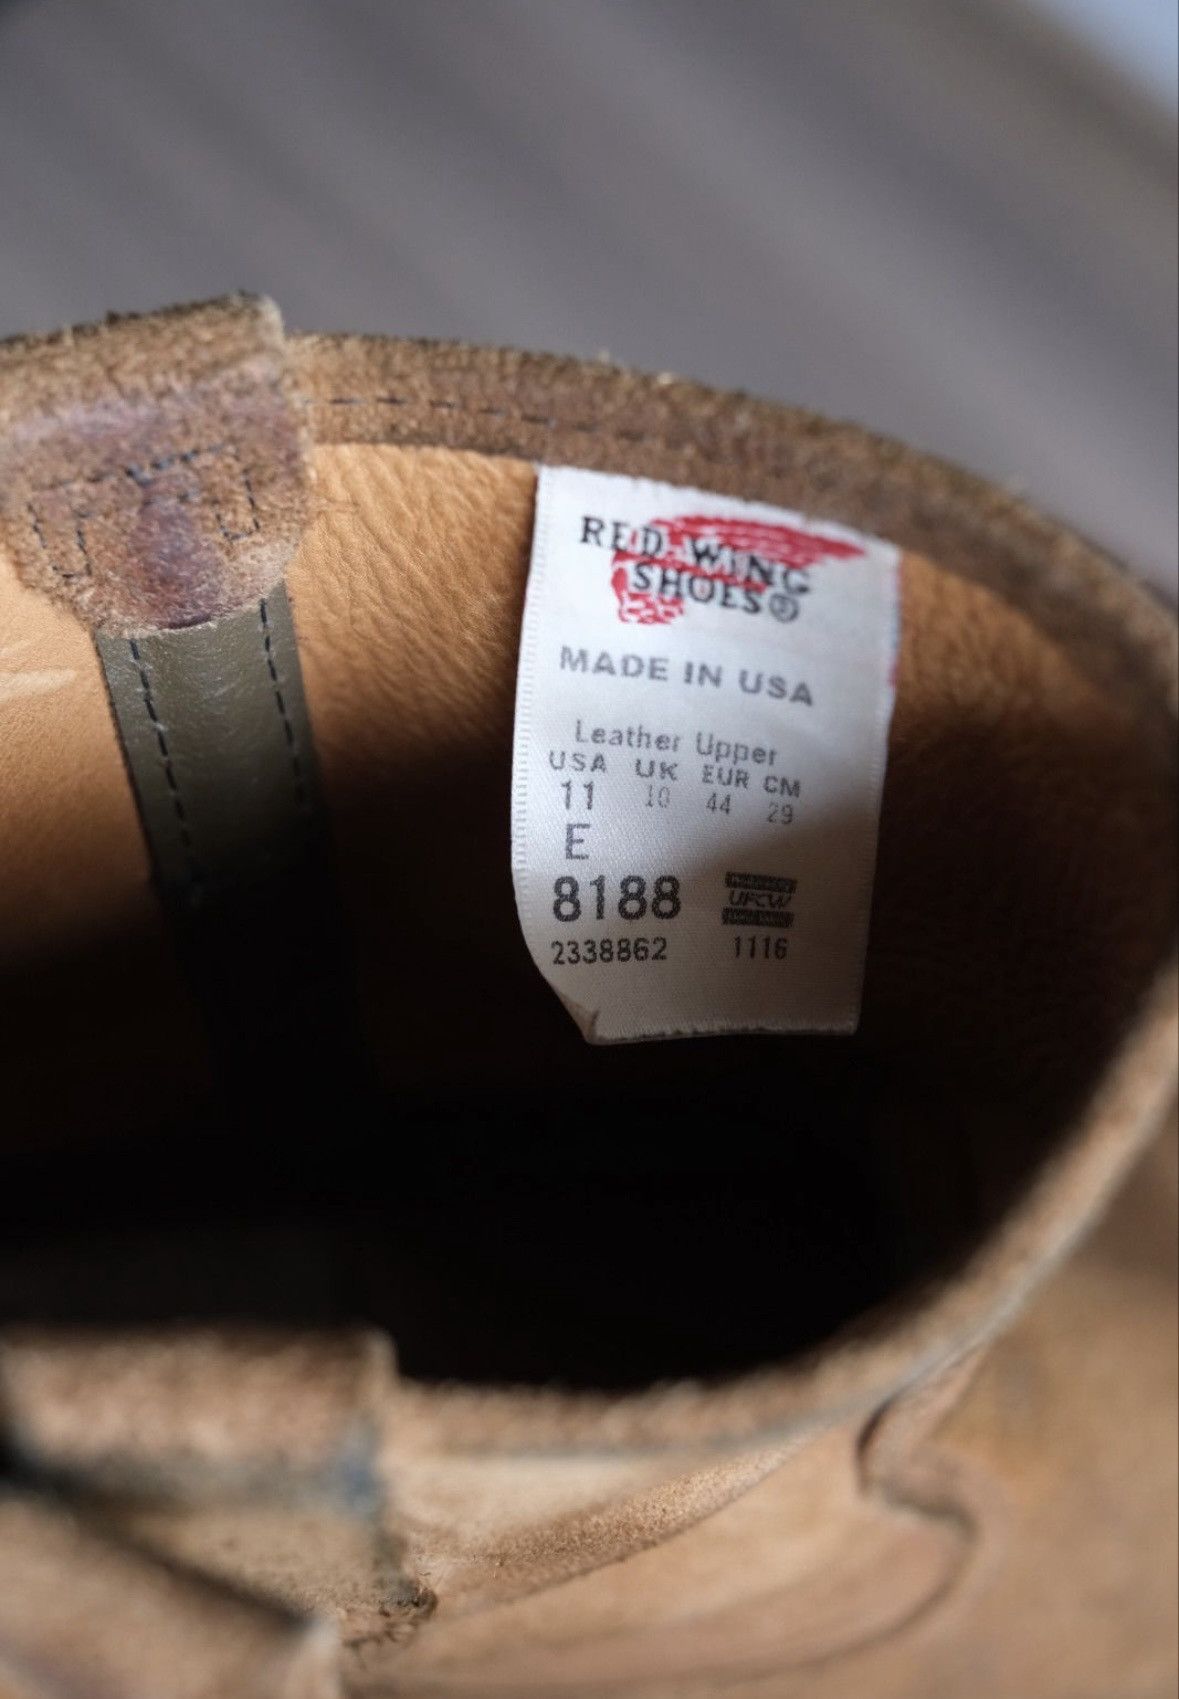 RED WING
SHOES®
MADE IN USA
Leather Upper
USA UK EUR CM
11 10 44 29
E
8188 UFCW
2338862 1116